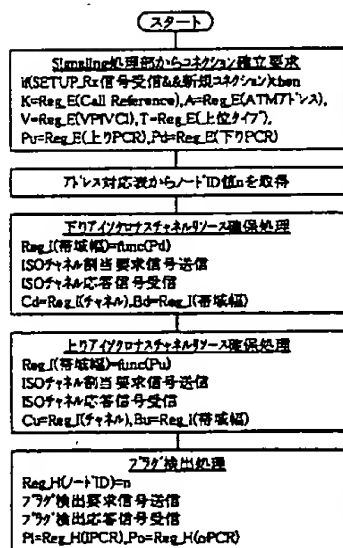 スタート
Signaling処理部からコネクション確立要求
if(SETUP_Rx信号受信&&新規コネクション)then
K=Reg_E(Call Reference),A=Reg_E(ATMアドレス),
V=Reg_E(VPI/VCI),T=Reg_E(上位タイプ),
Pu=Reg_E(上りPCR),Pd=Reg_E(下りPCR)
アドレス対応表からノードID値nを取得
下りアイソクロナスチャネルリソース確保処理
Reg_I(帯域幅)=func(Pd)
ISOチャネル割当要求信号送信
ISOチャネル応答信号受信
Cd=Reg_I(チャネル),Bd=Reg_I(帯域幅)
上りアイソクロナスチャネルリソース確保処理
Reg_I(帯域幅)=func(Pu)
ISOチャネル割当要求信号送信
ISOチャネル応答信号受信
Cu=Reg_I(チャネル),Bu=Reg_I(帯域幅)
プラグ検出処理
Reg_H(ノードID)=n
プラグ検出要求信号送信
プラグ検出応答信号受信
Pi=Reg_H(iPCR),Po=Reg_H(oPCR)